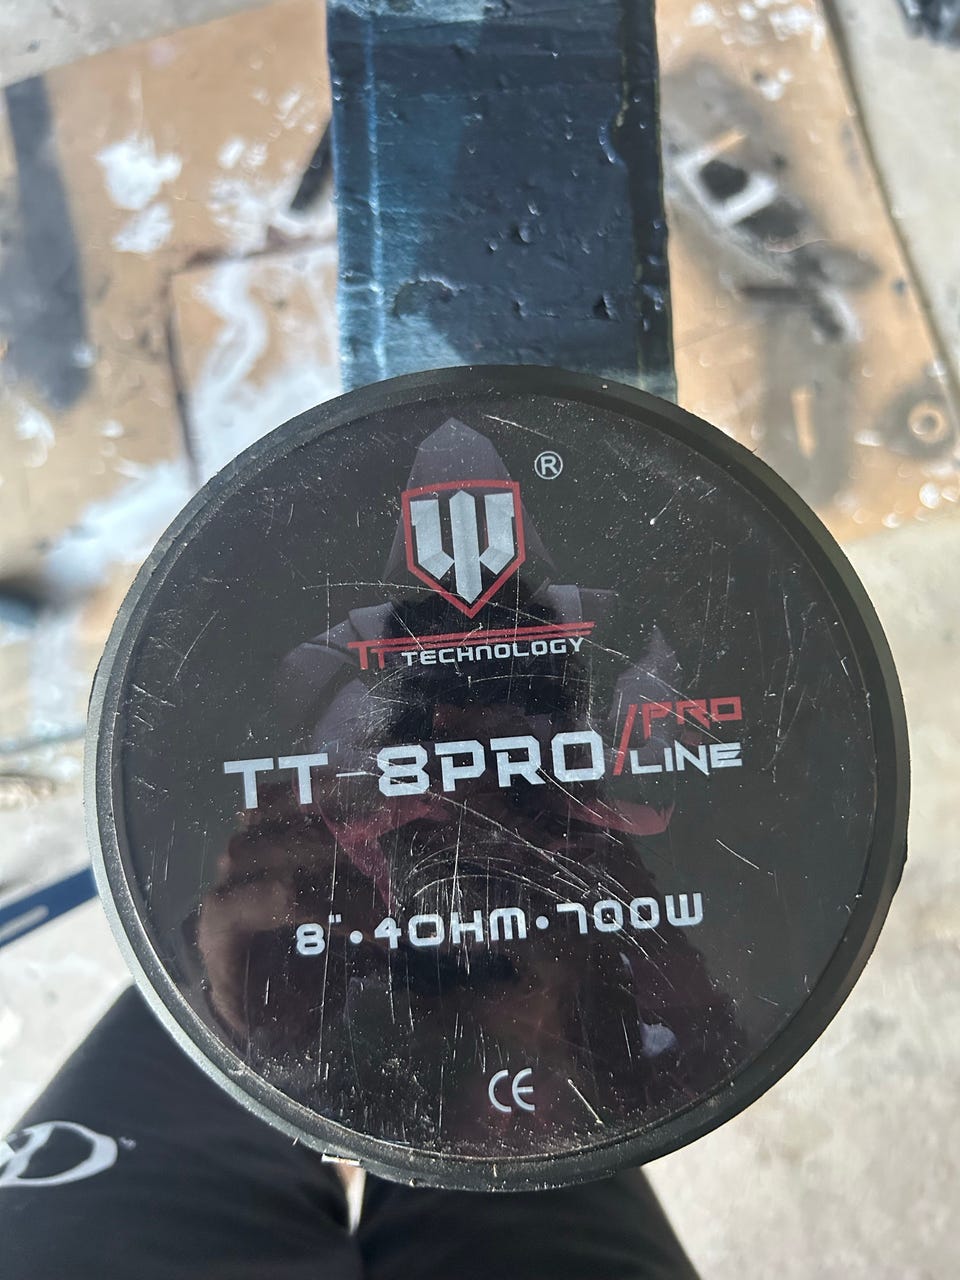 ®
TT TECHNOLOGY
TT-8PRO/PRO LINE
8"•4OHM•700W
CE